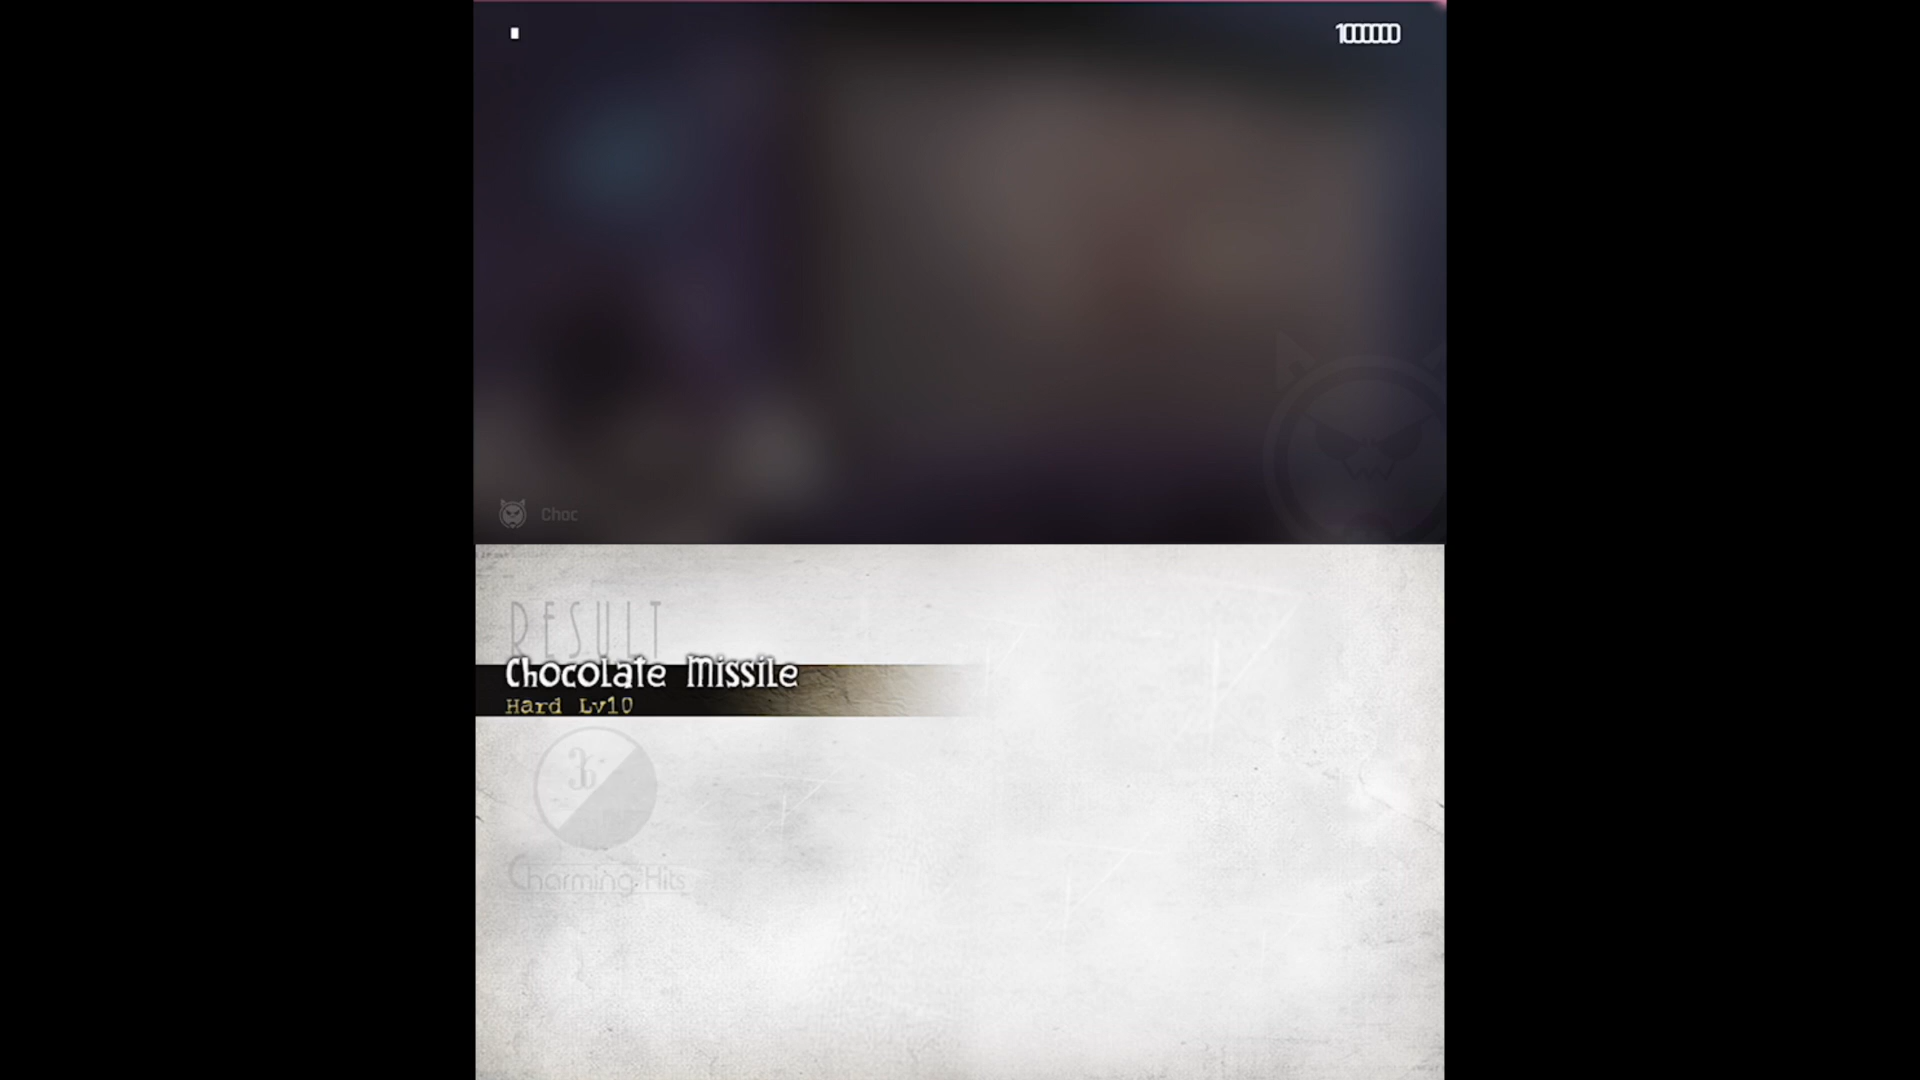 1000000
Choc
RESULT
Chocolate Missile
Hard Lv10
Charming Hits